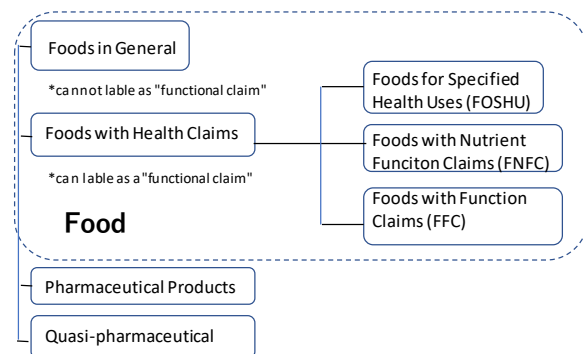 Foods in General
*cannot lable as "functional claim"
Foods with Health Claims
*can lable as a "functional claim"
Food
Foods for Specified
Health Uses (FOSHU)
Foods with Nutrient
Funciton Claims (FNFC)
Foods with Function
Claims (FFC)
Pharmaceutical Products
Quasi-pharmaceutical